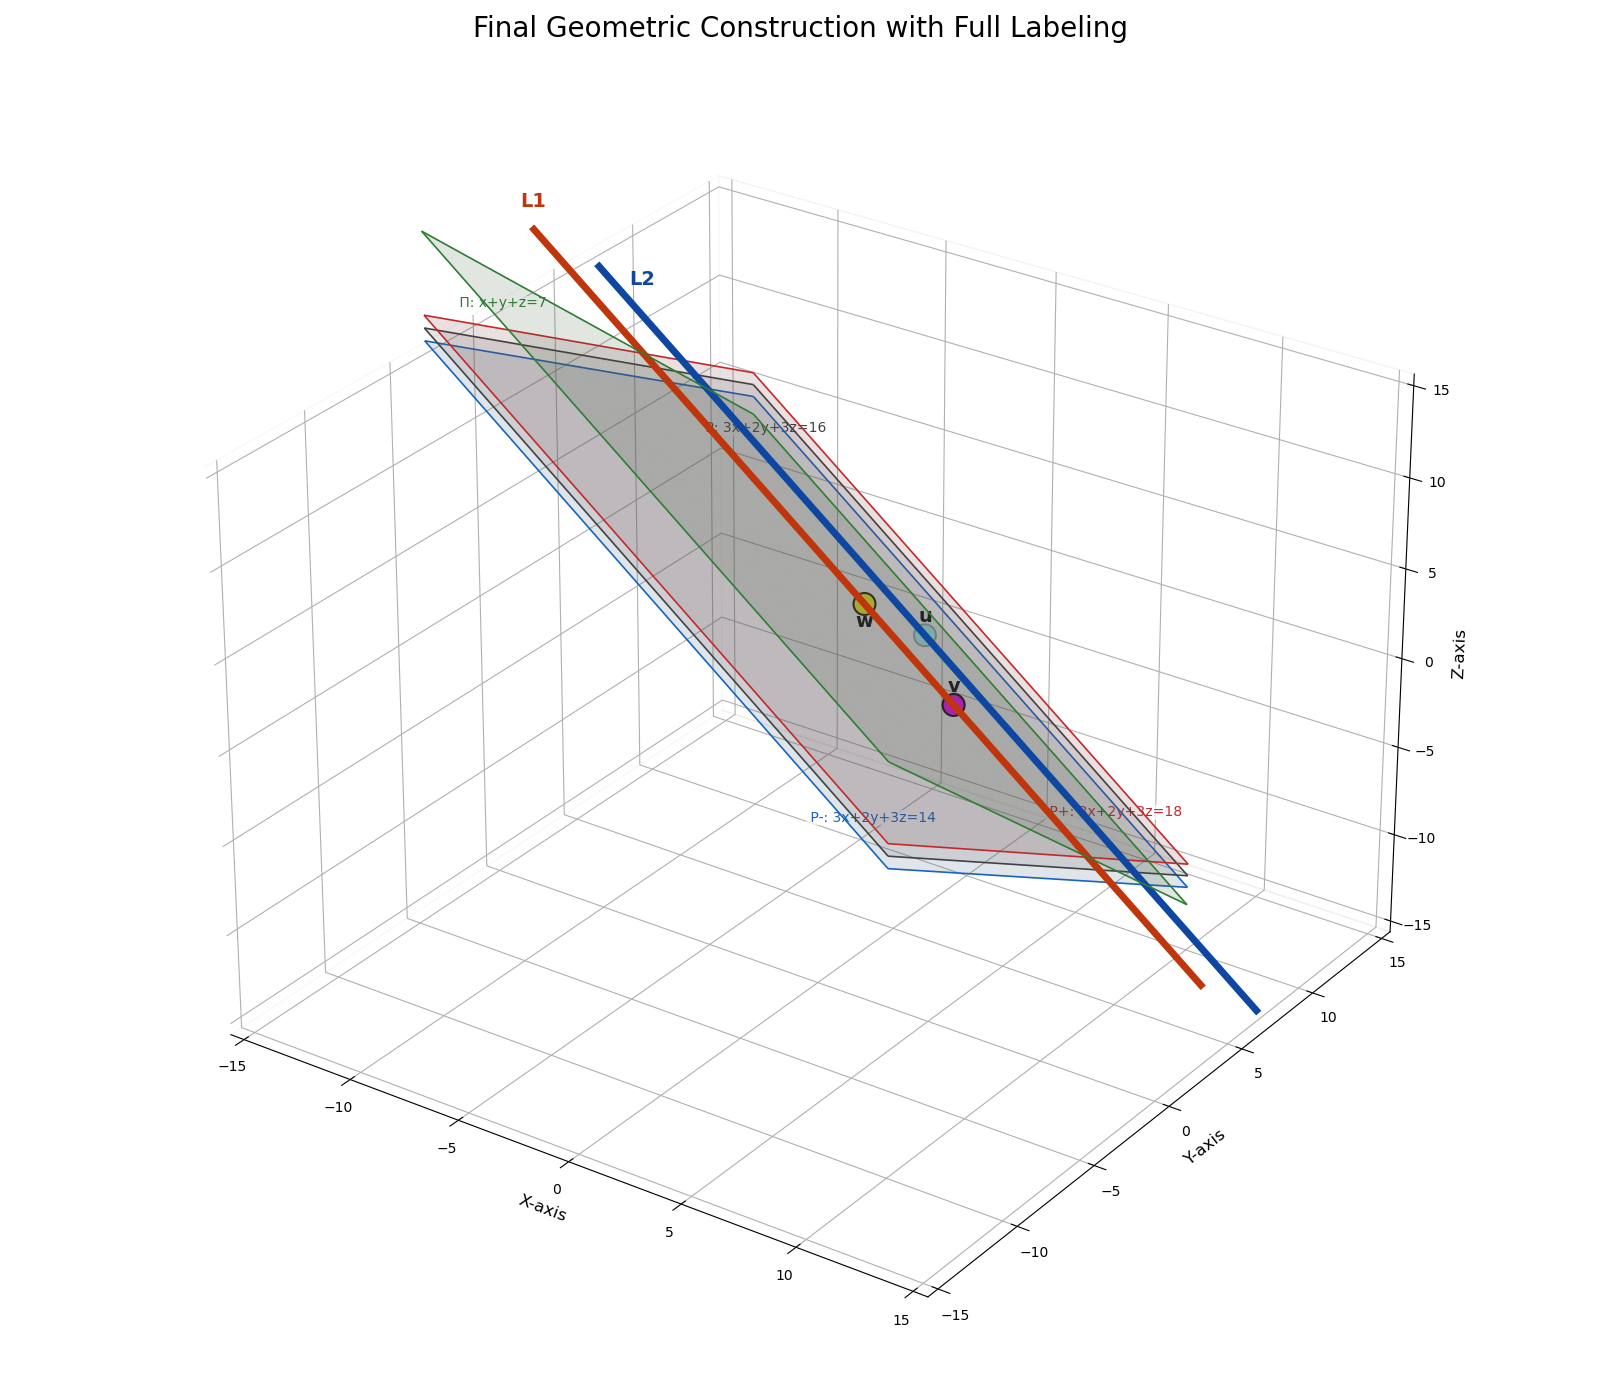 Final Geometric Construction with Full Labeling
L1
L2
Π: x+y+z=7
P: 3x+2y+3z=16
w
u
v
P-: 3x+2y+3z=14
P+: 3x+2y+3z=18
15
10
5
0
−5
−10
−15
Z-axis
15
10
5
0
−5
−10
−15
Y-axis
−15
−10
−5
0
5
10
15
X-axis